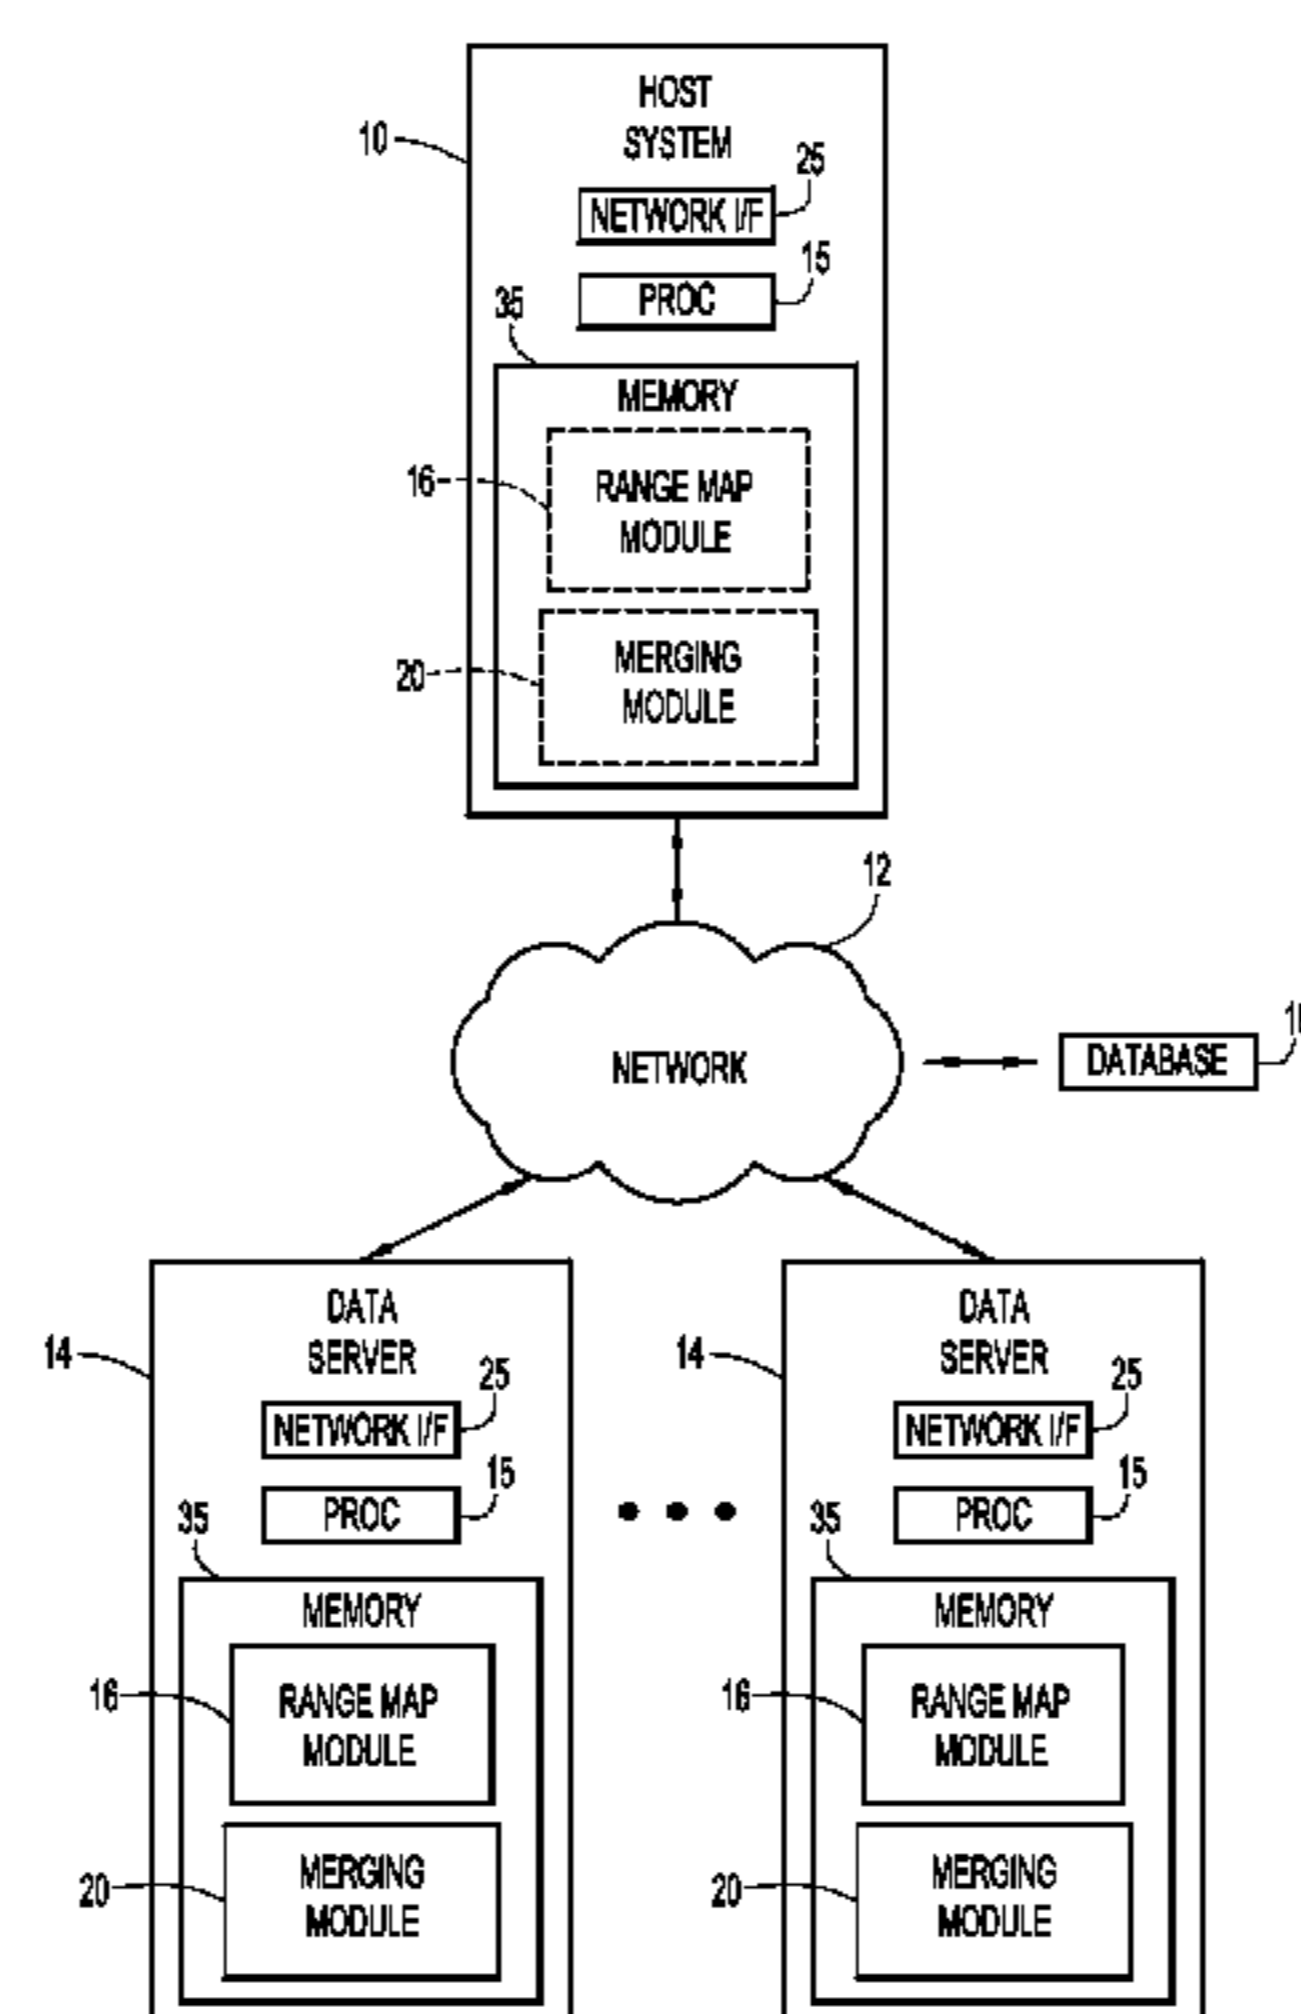 HOST
SYSTEM
10
25
NETWORK I/F
15
PROC
35
MEMORY
16
RANGE MAP
MODULE
20
MERGING
MODULE
12
NETWORK
DATABASE
DATA
SERVER
14
25
NETWORK I/F
15
PROC
35
MEMORY
16
RANGE MAP
MODULE
20
MERGING
MODULE
DATA
SERVER
14
25
NETWORK I/F
15
PROC
35
MEMORY
16
RANGE MAP
MODULE
20
MERGING
MODULE